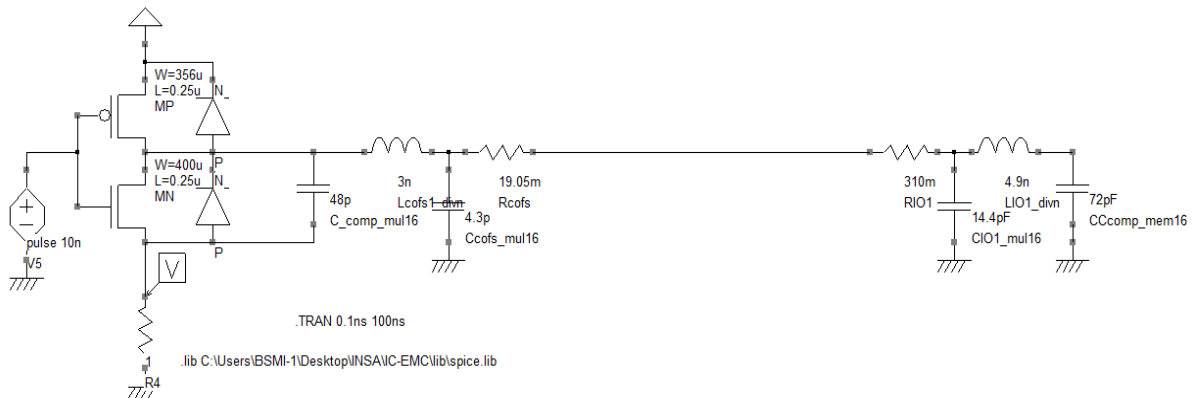 W=356u
L=0.25u
MP
N_
P
W=400u
L=0.25u
MN
N_
P
pulse 10n
V5
V
1
R4
48p
C_comp_mul16
3n
Lcofs1_divn
4.3p
Ccofs_mul16
19.05m
Rcofs
310m
RIO1
14.4pF
CIO1_mul16
4.9n
LIO1_divn
72pF
CCcomp_mem16
.TRAN 0.1ns 100ns
.lib C:\Users\BSMI-1\Desktop\INSA\IC-EMC\lib\spice.lib